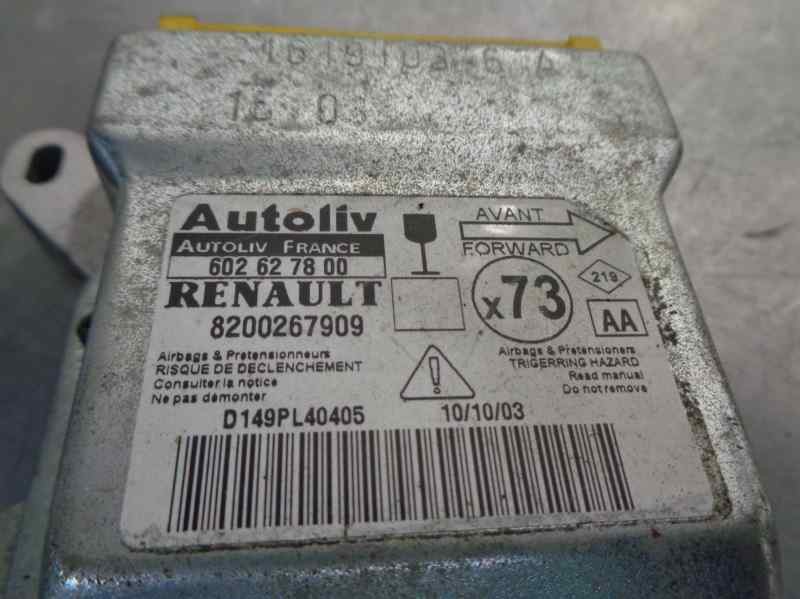 16 03
Autoliv
AUTOLIV FRANCE
602 62 78 00
RENAULT
8200267909
AVANT
FORWARD
x73
219
AA
Airbags & Pretensionneurs
RISQUE DE DECLENCHEMENT
Consulter la notice
Ne pas démonter
Airbags & Pretensioners
TRIGERRING HAZARD
Read manual
Do not remove
D149PL40405
10/10/03